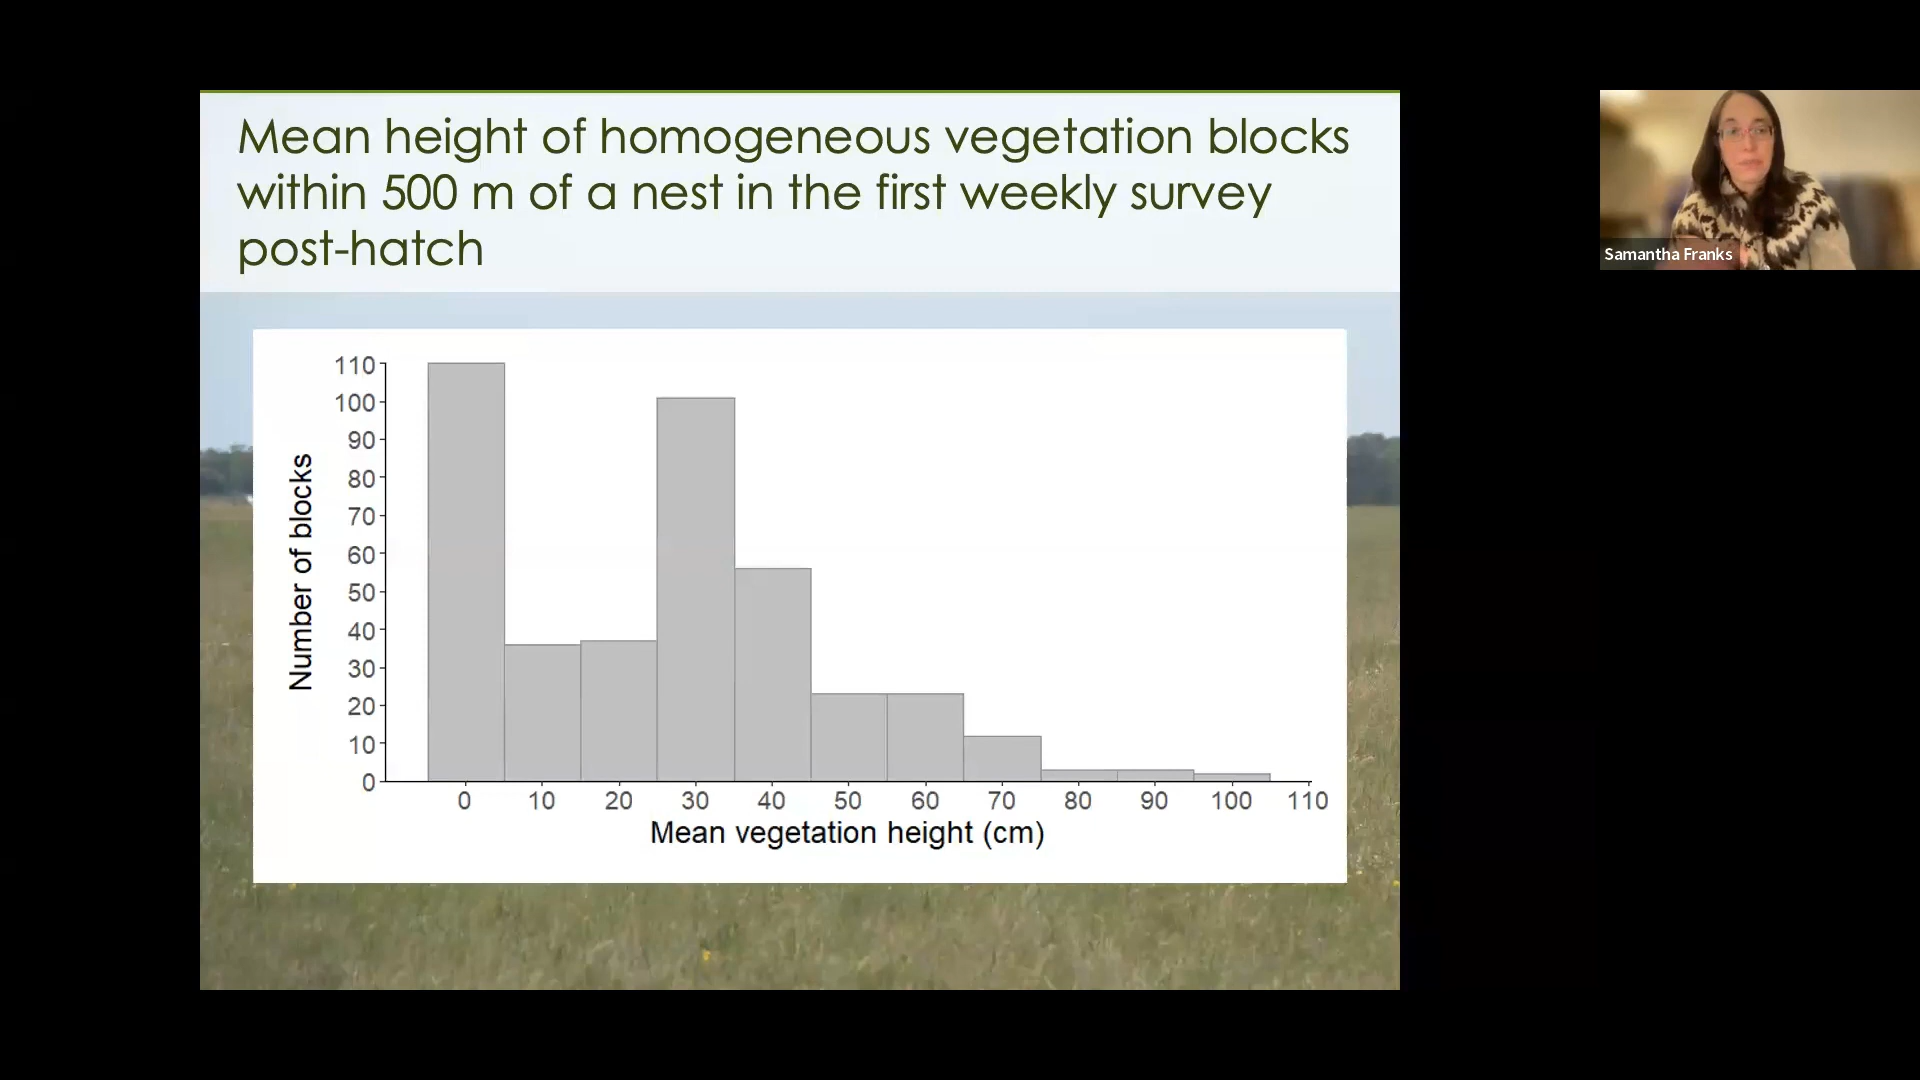 Mean height of homogeneous vegetation blocks
within 500 m of a nest in the first weekly survey
post-hatch
Samantha Franks
Number of blocks
110
100
90
80
70
60
50
40
30
20
10
0
0 10 20 30 40 50 60 70 80 90 100 110
Mean vegetation height (cm)